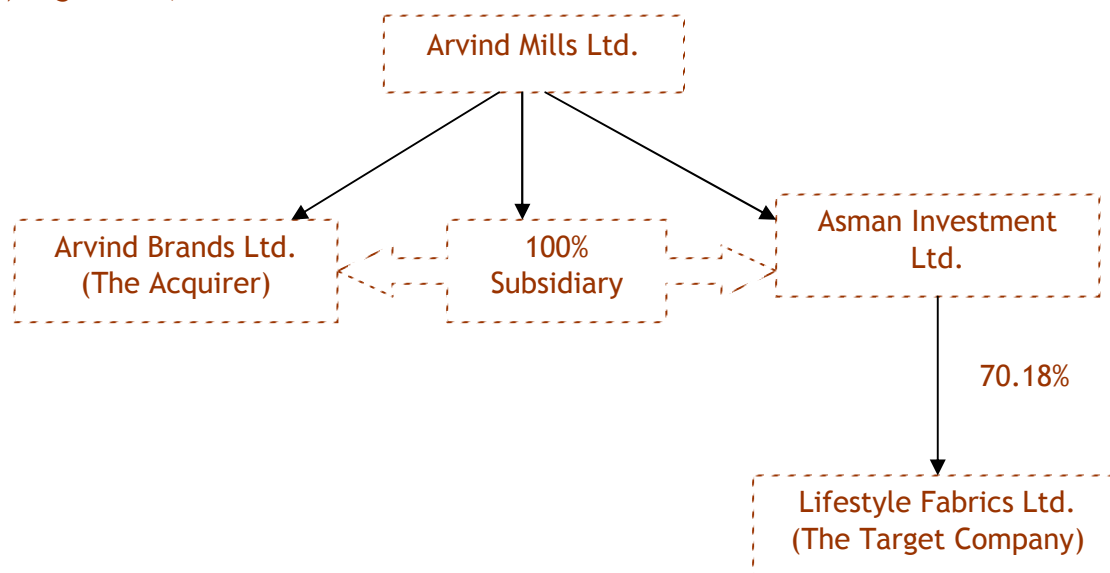 Arvind Mills Ltd.
Arvind Brands Ltd.
(The Acquirer)
100%
Subsidiary
Asman Investment
Ltd.
70.18%
Lifestyle Fabrics Ltd.
(The Target Company)